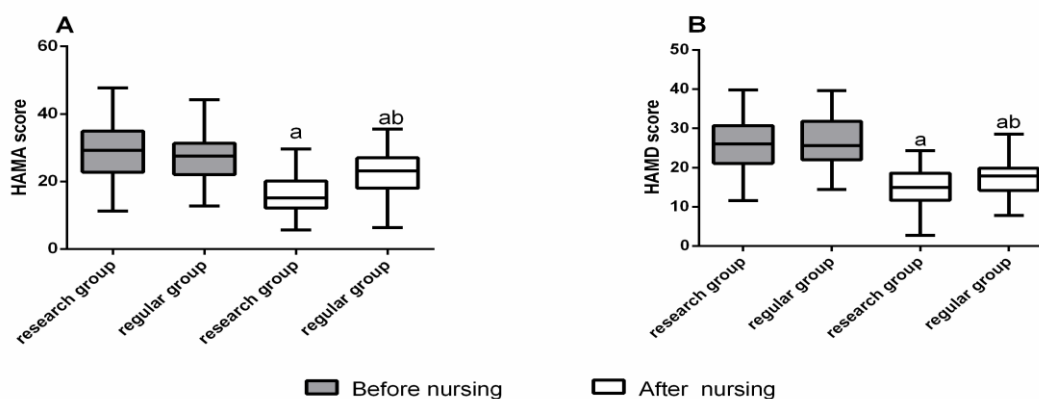 A
HAMA score
60
40
20
0
a
ab
research group
regular group
research group
regular group
B
HAMD score
50
40
30
20
10
0
a
ab
research group
regular group
research group
regular group
Before nursing
After nursing